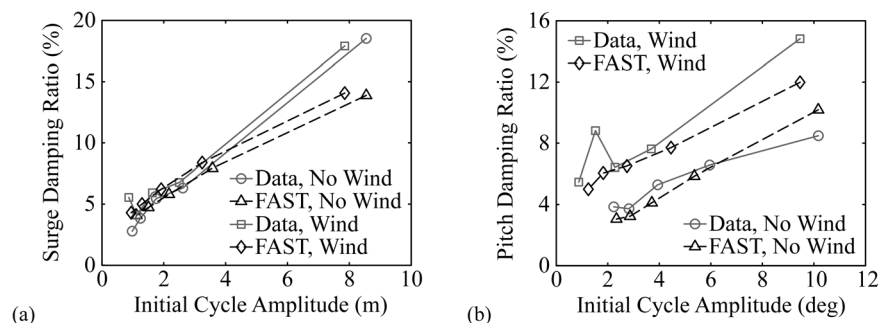 20
15
10
5
0
Surge Damping Ratio (%)
Data, No Wind
FAST, No Wind
Data, Wind
FAST, Wind
0 2 4 6 8 10
Initial Cycle Amplitude (m)
(a)
16
12
8
4
0
Pitch Damping Ratio (%)
Data, Wind
FAST, Wind
Data, No Wind
FAST, No Wind
0 2 4 6 8 10 12
Initial Cycle Amplitude (deg)
(b)